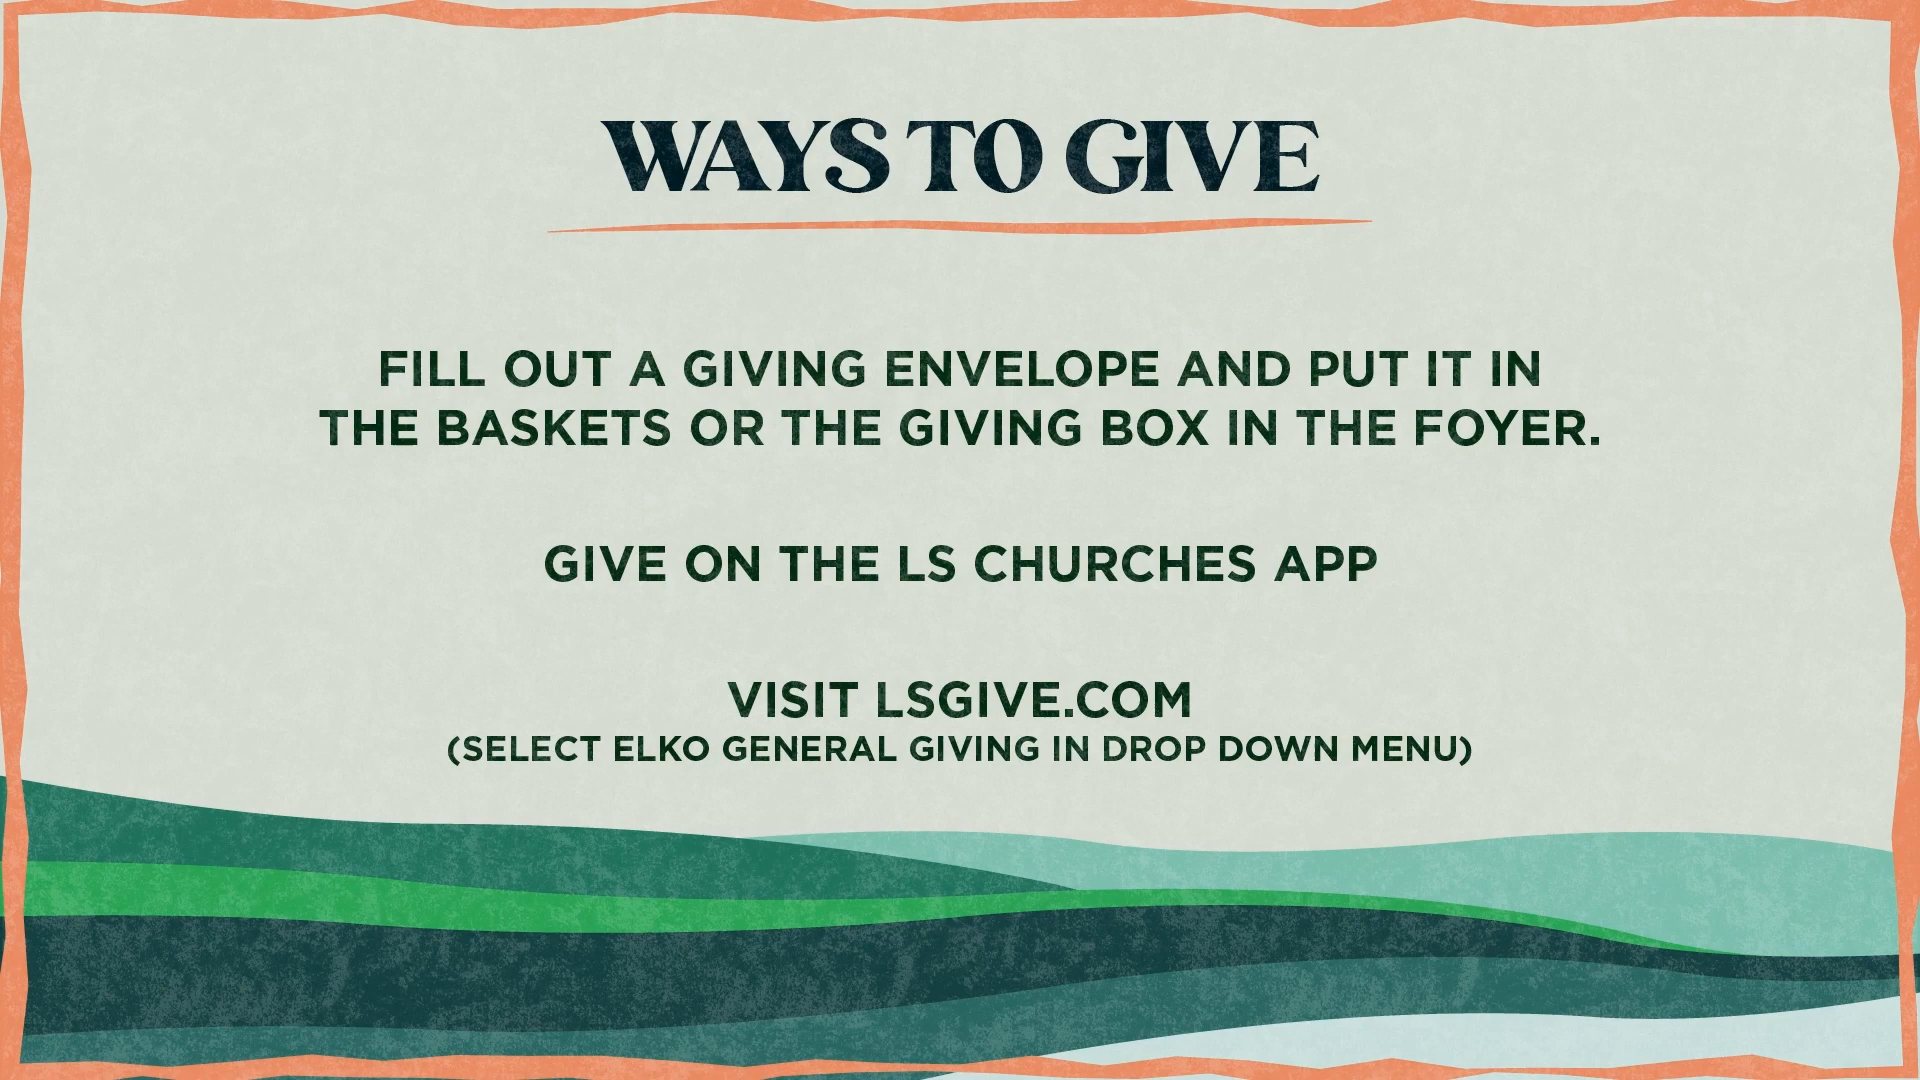 WAYS TO GIVE
FILL OUT A GIVING ENVELOPE AND PUT IT IN
THE BASKETS OR THE GIVING BOX IN THE FOYER.
GIVE ON THE LS CHURCHES APP
VISIT LSGIVE.COM
(SELECT ELKO GENERAL GIVING IN DROP DOWN MENU)